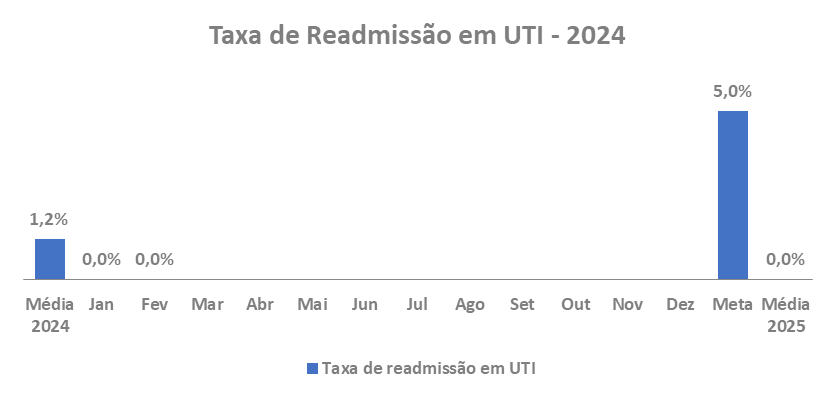 Taxa de Readmissão em UTI - 2024
5,0%
1,2%
0,0% 0,0% 0,0%
Média Jan Fev Mar Abr Mai Jun Jul Ago Set Out Nov Dez Meta Média
2024 2025
Taxa de readmissão em UTI